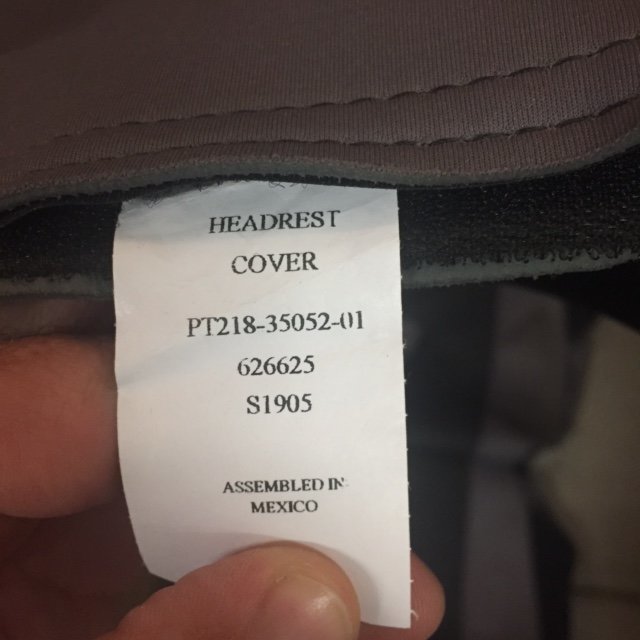 HEADREST
COVER
PT218-35052-01
626625
S1905
ASSEMBLED IN
MEXICO